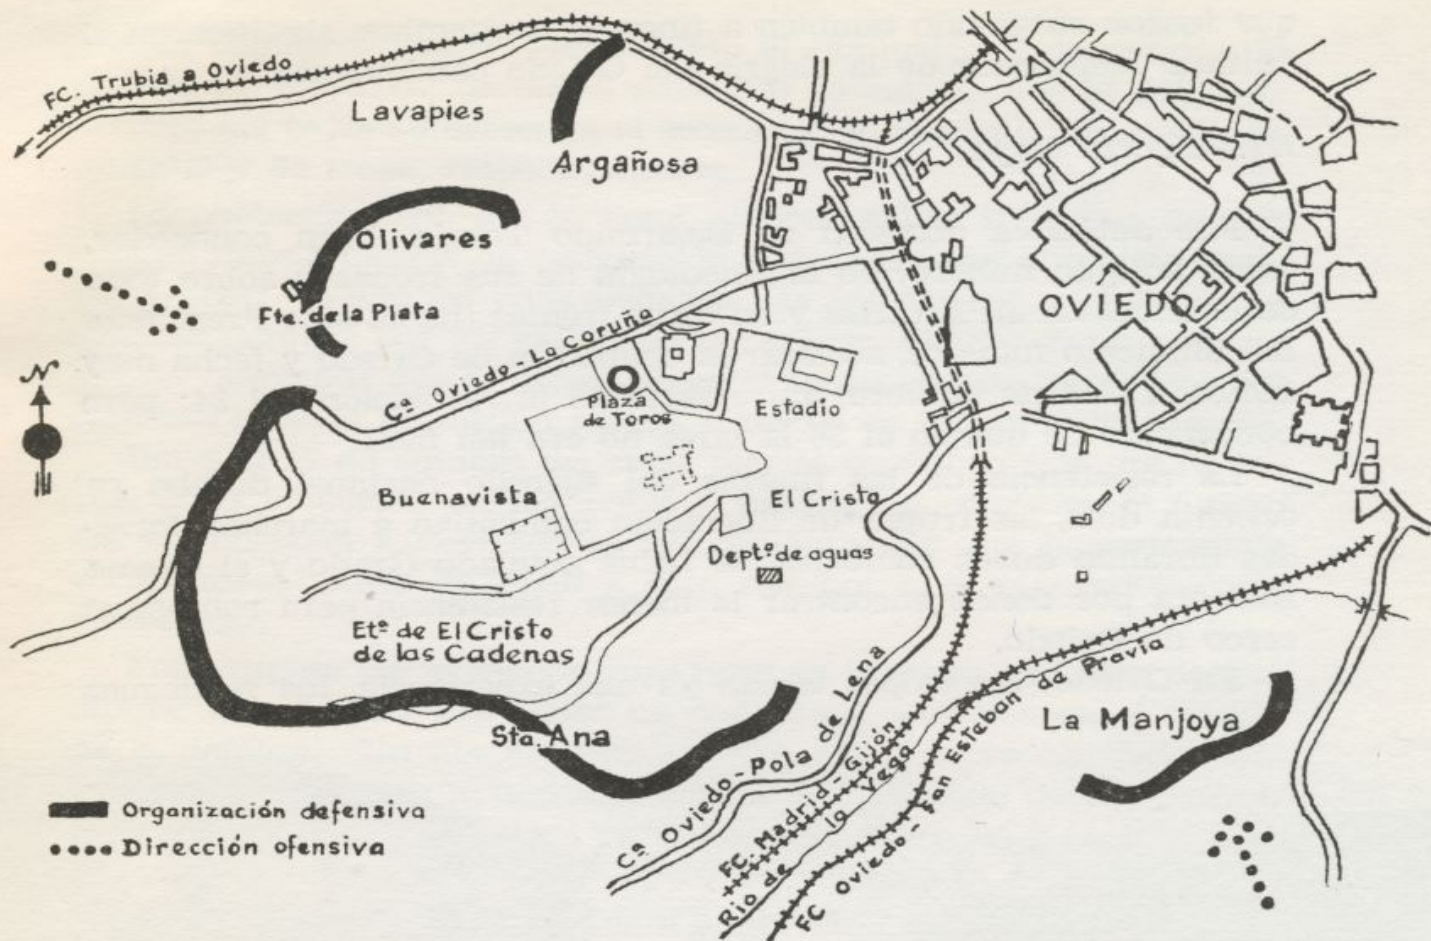 FC. Trubia a Oviedo
Lavapies
Argañosa
Olivares
Fte. de la Plata
Cª Oviedo - La Coruña
OVIEDO
N
Plaza
de Toros
Estadio
Buenavista
El Cristo
Deptº de aguas
Etª de El Cristo
de las Cadenas
Sta. Ana
La Manjoya
Cª Oviedo - Pola de Lena
FC. Madrid - Gijón
Rio de la Vega
FC Oviedo - San Esteban de Pravia
Organización defensiva
Dirección ofensiva